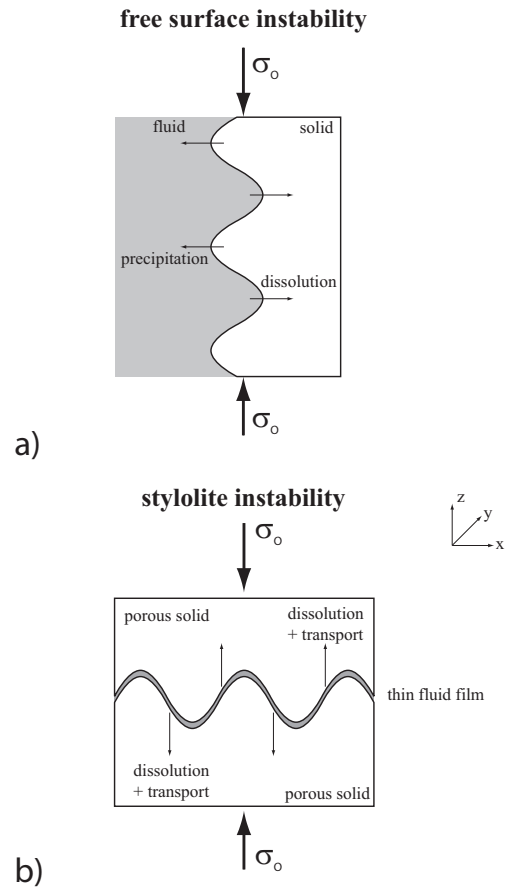 free surface instability
σo
fluid
solid
precipitation
dissolution
σo
a)
stylolite instability
σo
z
y
x
porous solid
dissolution
+ transport
thin fluid film
dissolution
+ transport
porous solid
σo
b)